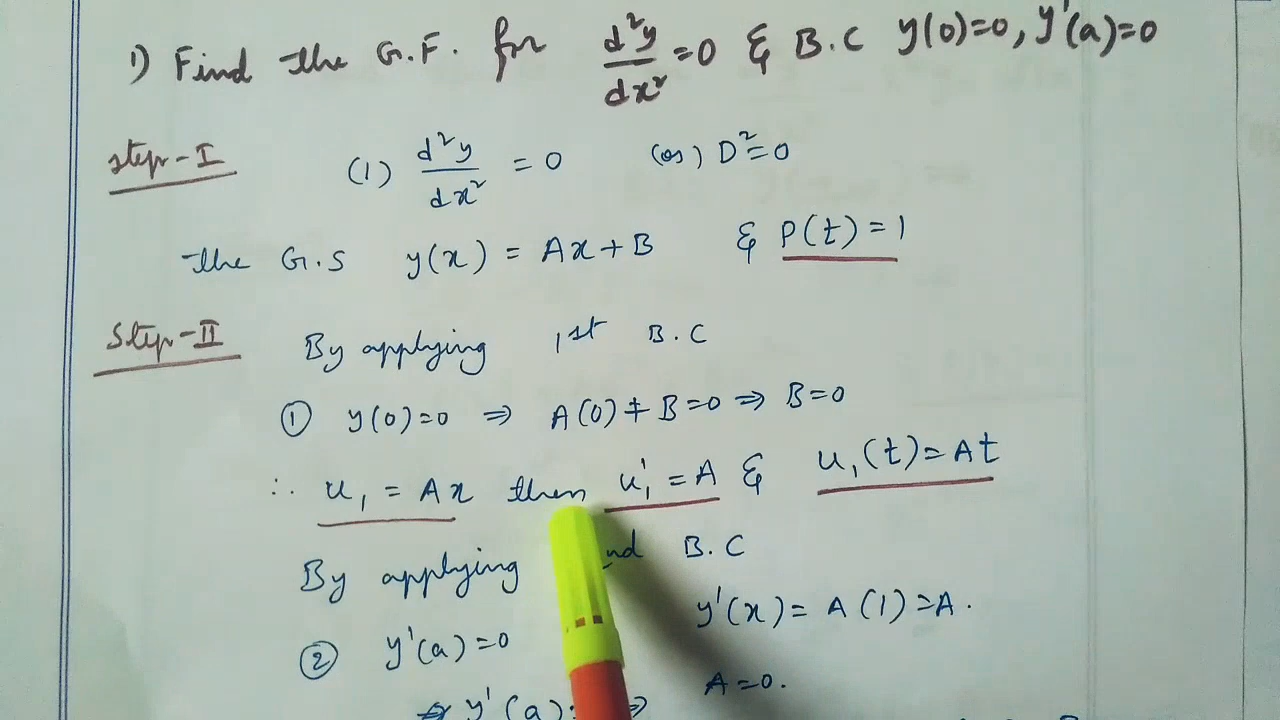 1) Find the G.F. for d²y/dx² = 0 & B.C y(0)=0, y'(a)=0
Step-I (1) d²y/dx² = 0 (or) D²=0
the G.S y(x) = Ax+B & P(t) = 1
Step-II By applying 1st B.C
① y(0)=0 ⇒ A(0)+B=0 ⇒ B=0
∴ u₁ = Ax then u₁' = A & u₁(t) = At
By applying nd B.C
② y'(a)=0 y'(x) = A(1) = A.
y'(a) ⇒ A=0.